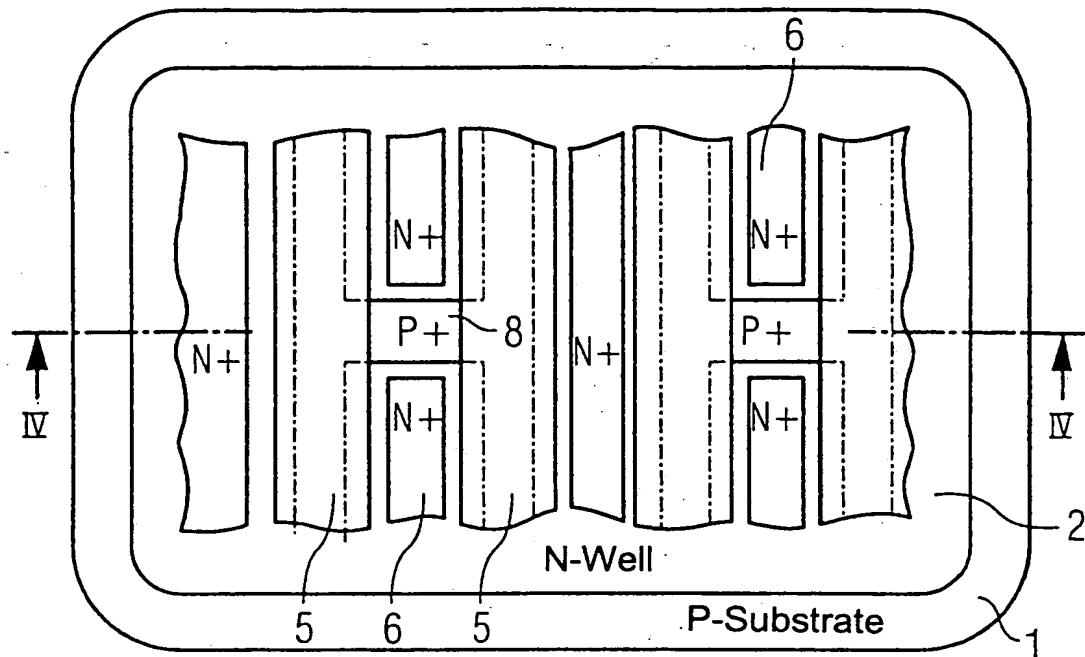 6
N+ N+
P+ 8 P+
N+ N+
IV IV
N+ N+
2
N-Well
5 6 5 P-Substrate 1